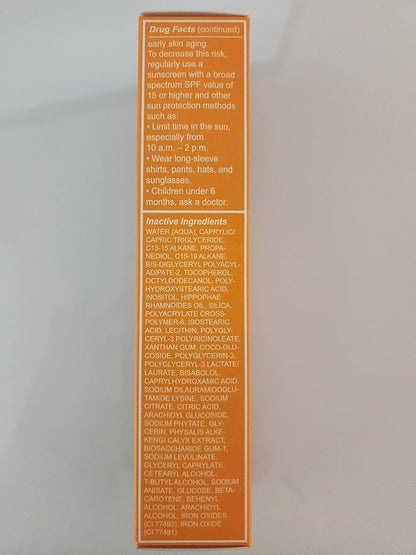 Drug Facts (continued)
early skin aging.
To decrease this risk,
regularly use a
sunscreen with a broad
spectrum SPF value of
15 or higher and other
sun protection methods
such as:
• Limit time in the sun,
especially from
10 a.m. – 2 p.m.
• Wear long-sleeve
shirts, pants, hats, and
sunglasses.
• Children under 6
months, ask a doctor.
Inactive Ingredients
WATER (AQUA), CAPRYLIC/
CAPRIC TRIGLYCERIDE,
C13-15 ALKANE, PROPA-
NEDIOL, C15-19 ALKANE,
BIS-DIGLYCERYL POLYACYL-
ADIPATE-2, TOCOPHEROL,
OCTYLDODECANOL, POLY-
HYDROXYSTEARIC ACID,
INOSITOL, HIPPOPHAE
RHAMNOIDES OIL, SILICA,
POLYACRYLATE CROSS-
POLYMER-6, ISOSTEARIC
ACID, LECITHIN, POLYGLY-
CERYL-3 POLYRICINOLEATE,
XANTHAN GUM, COCO-GLU-
COSIDE, POLYGLYCERIN-3,
POLYGLYCERYL-3 LACTATE/
LAURATE, BISABOLOL,
CAPRYLHYDROXAMIC ACID,
SODIUM DILAURAMIDOGLU-
TAMIDE LYSINE, SODIUM
CITRATE, CITRIC ACID,
ARACHIDYL GLUCOSIDE,
SODIUM PHYTATE, GLY-
CERIN, PHYSALIS ALKE-
KENGI CALYX EXTRACT,
BIOSACCHARIDE GUM-1,
SODIUM LEVULINATE,
GLYCERYL CAPRYLATE,
CETEARYL ALCOHOL,
T-BUTYL ALCOHOL, SODIUM
ANISATE, GLUCOSE, BETA-
CAROTENE, BEHENYL
ALCOHOL, ARACHIDYL
ALCOHOL, IRON OXIDES
(CI 77492), IRON OXIDE
(CI 77491)